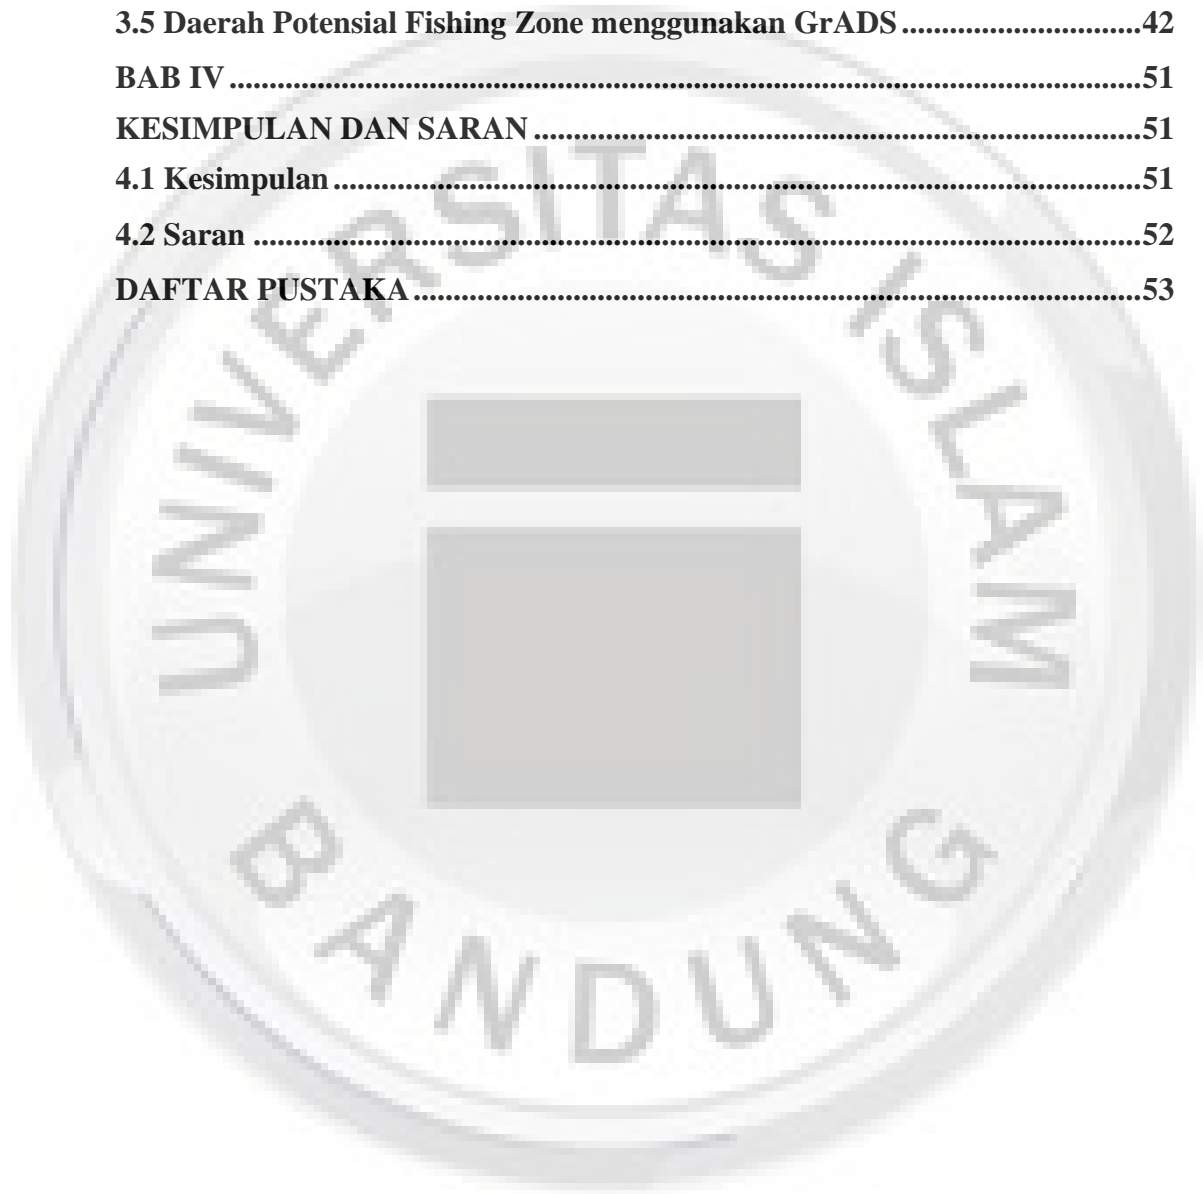 3.5 Daerah Potensial Fishing Zone menggunakan GrADS.............................42
BAB IV.................................................................................................................51
KESIMPULAN DAN SARAN...........................................................................51
4.1 Kesimpulan....................................................................................................51
4.2 Saran ..............................................................................................................52
DAFTAR PUSTAKA..........................................................................................53
UNIVERSITAS ISLAM
BANDUNG